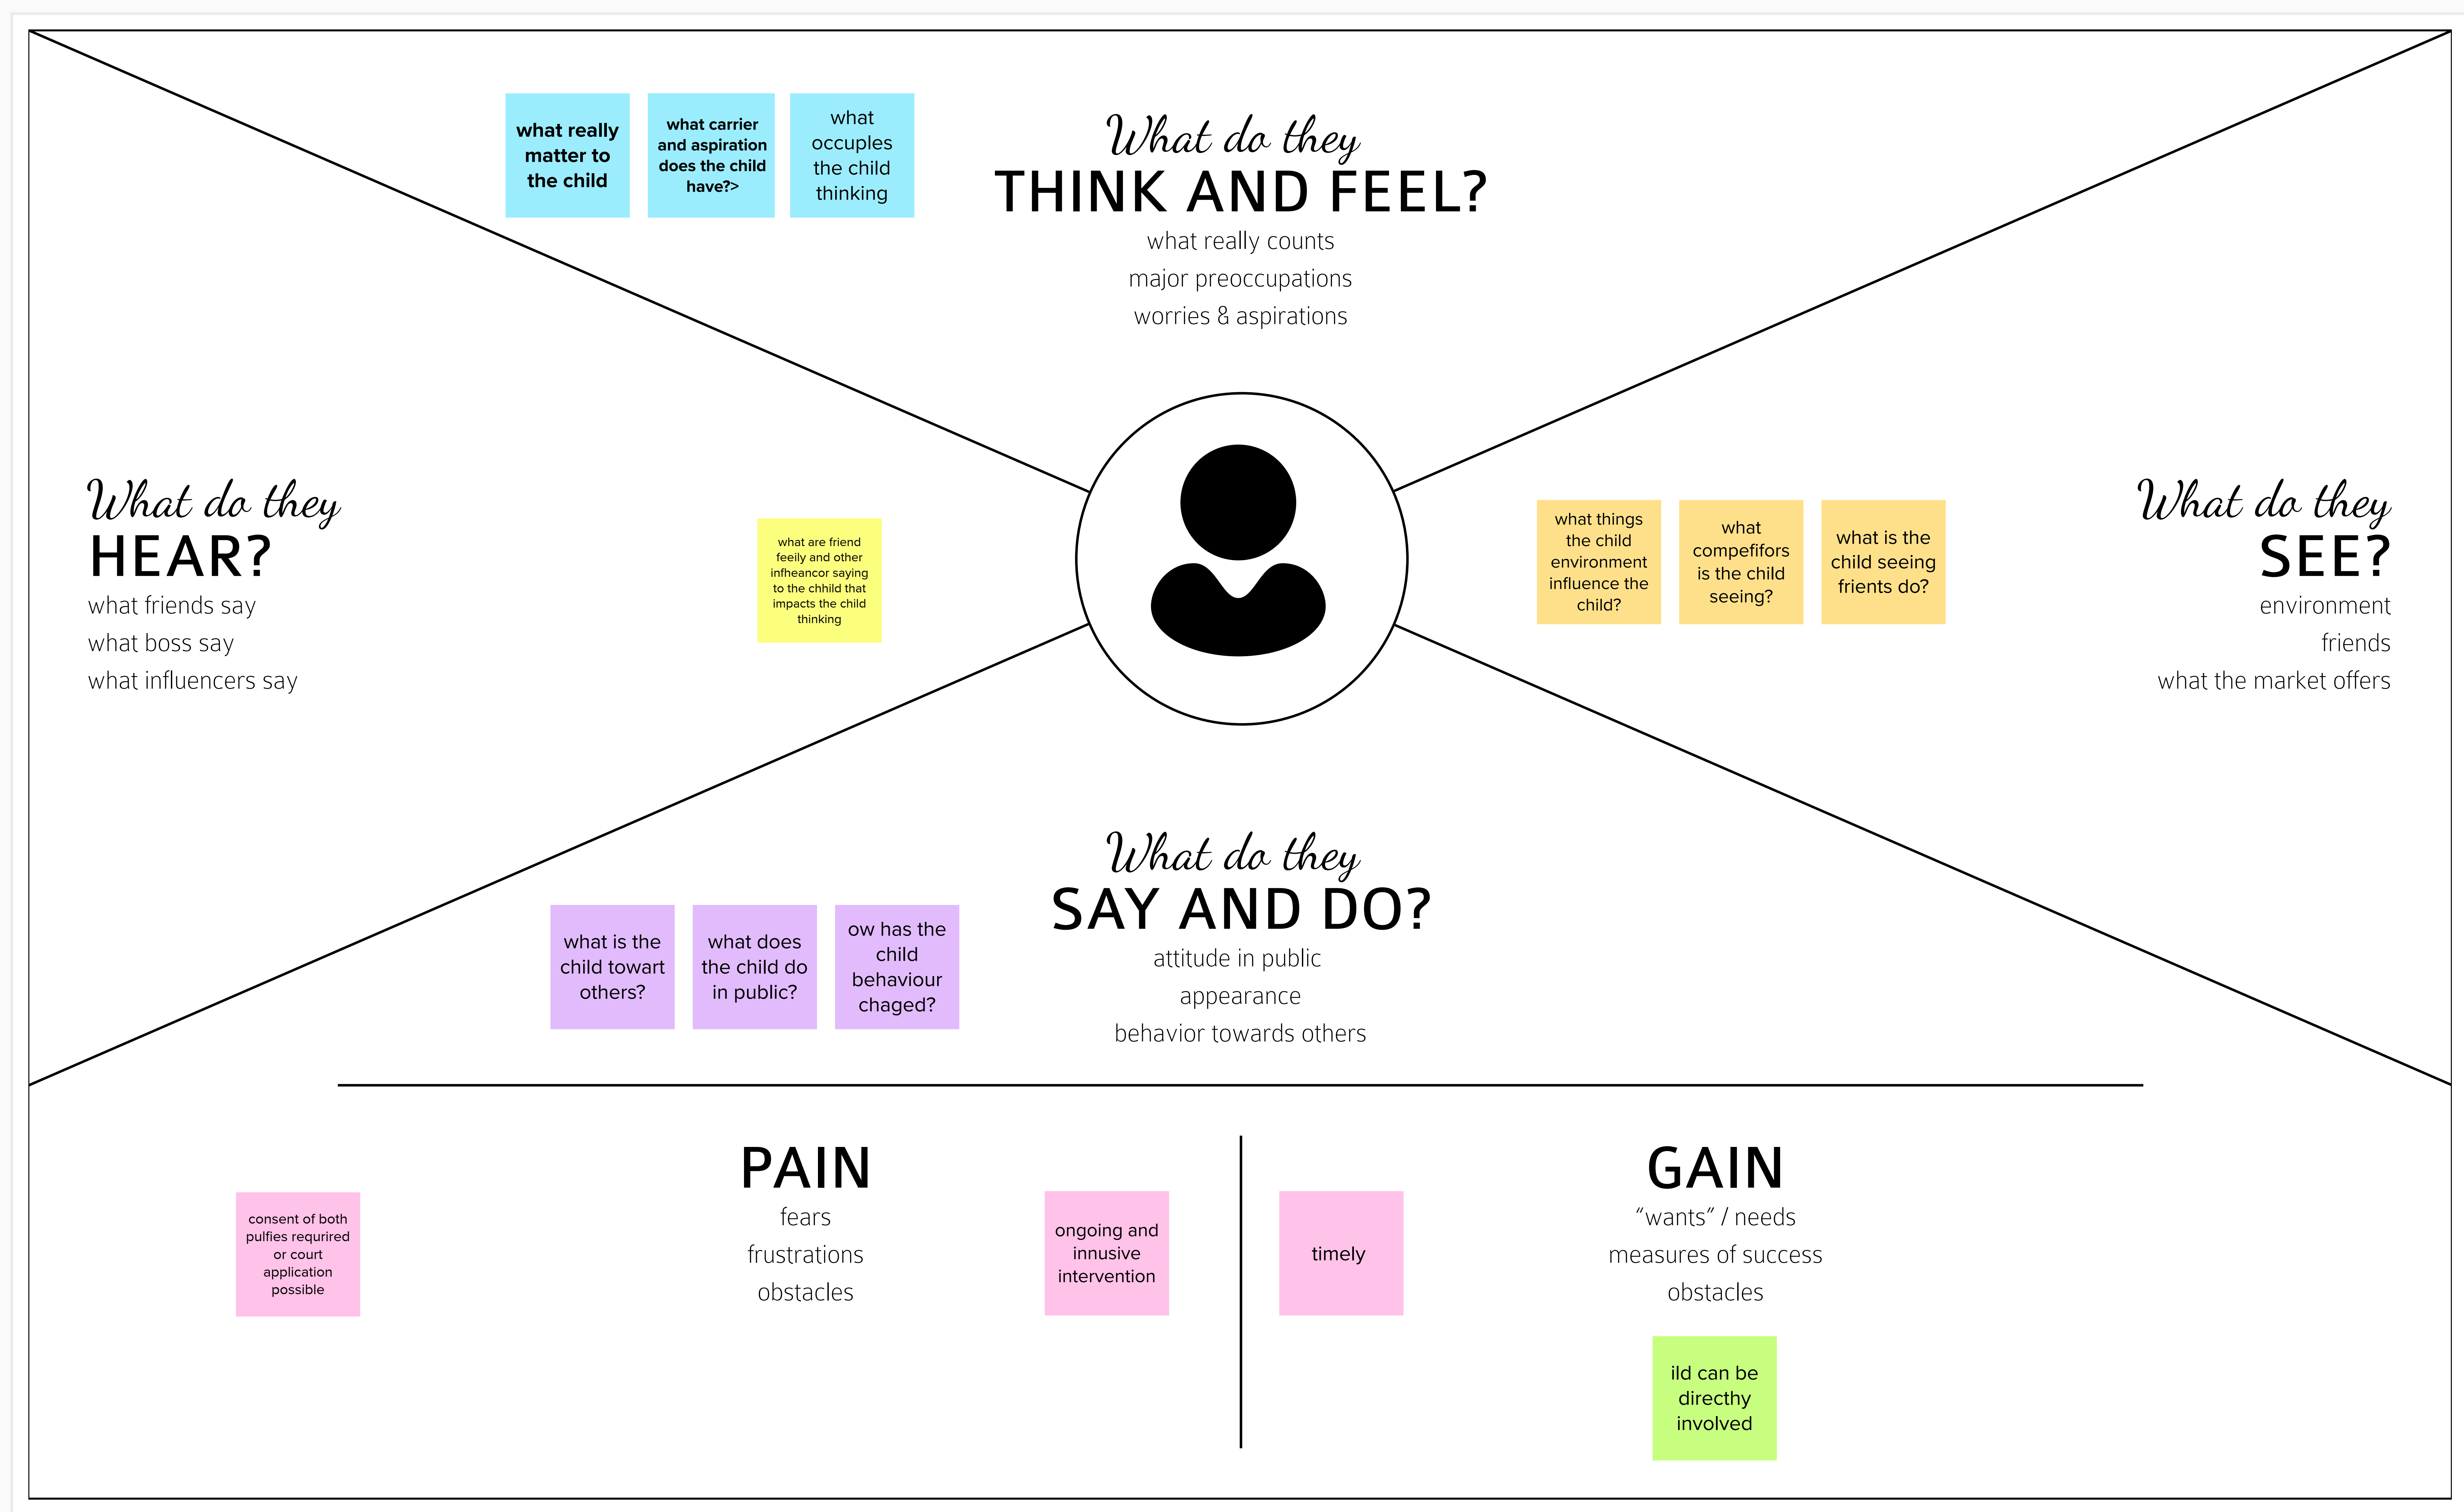 what really
matter to
the child
what carrier
and aspiration
does the child
have?>
what
occuples
the child
thinking
What do they
THINK AND FEEL?
what really counts
major preoccupations
worries & aspirations
What do they
HEAR?
what friends say
what boss say
what influencers say
what are friend
feeily and other
infheancor saying
to the chhild that
impacts the child
thinking
what things
the child
environment
influence the
child?
what
compefifors
is the child
seeing?
what is the
child seeing
frients do?
What do they
SEE?
environment
friends
what the market offers
What do they
SAY AND DO?
attitude in public
appearance
behavior towards others
what is the
child towart
others?
what does
the child do
in public?
ow has the
child
behaviour
chaged?
PAIN
fears
frustrations
obstacles
consent of both
pulfies requrired
or court
application
possible
ongoing and
innusive
intervention
timely
GAIN
“wants” / needs
measures of success
obstacles
ild can be
directhy
involved